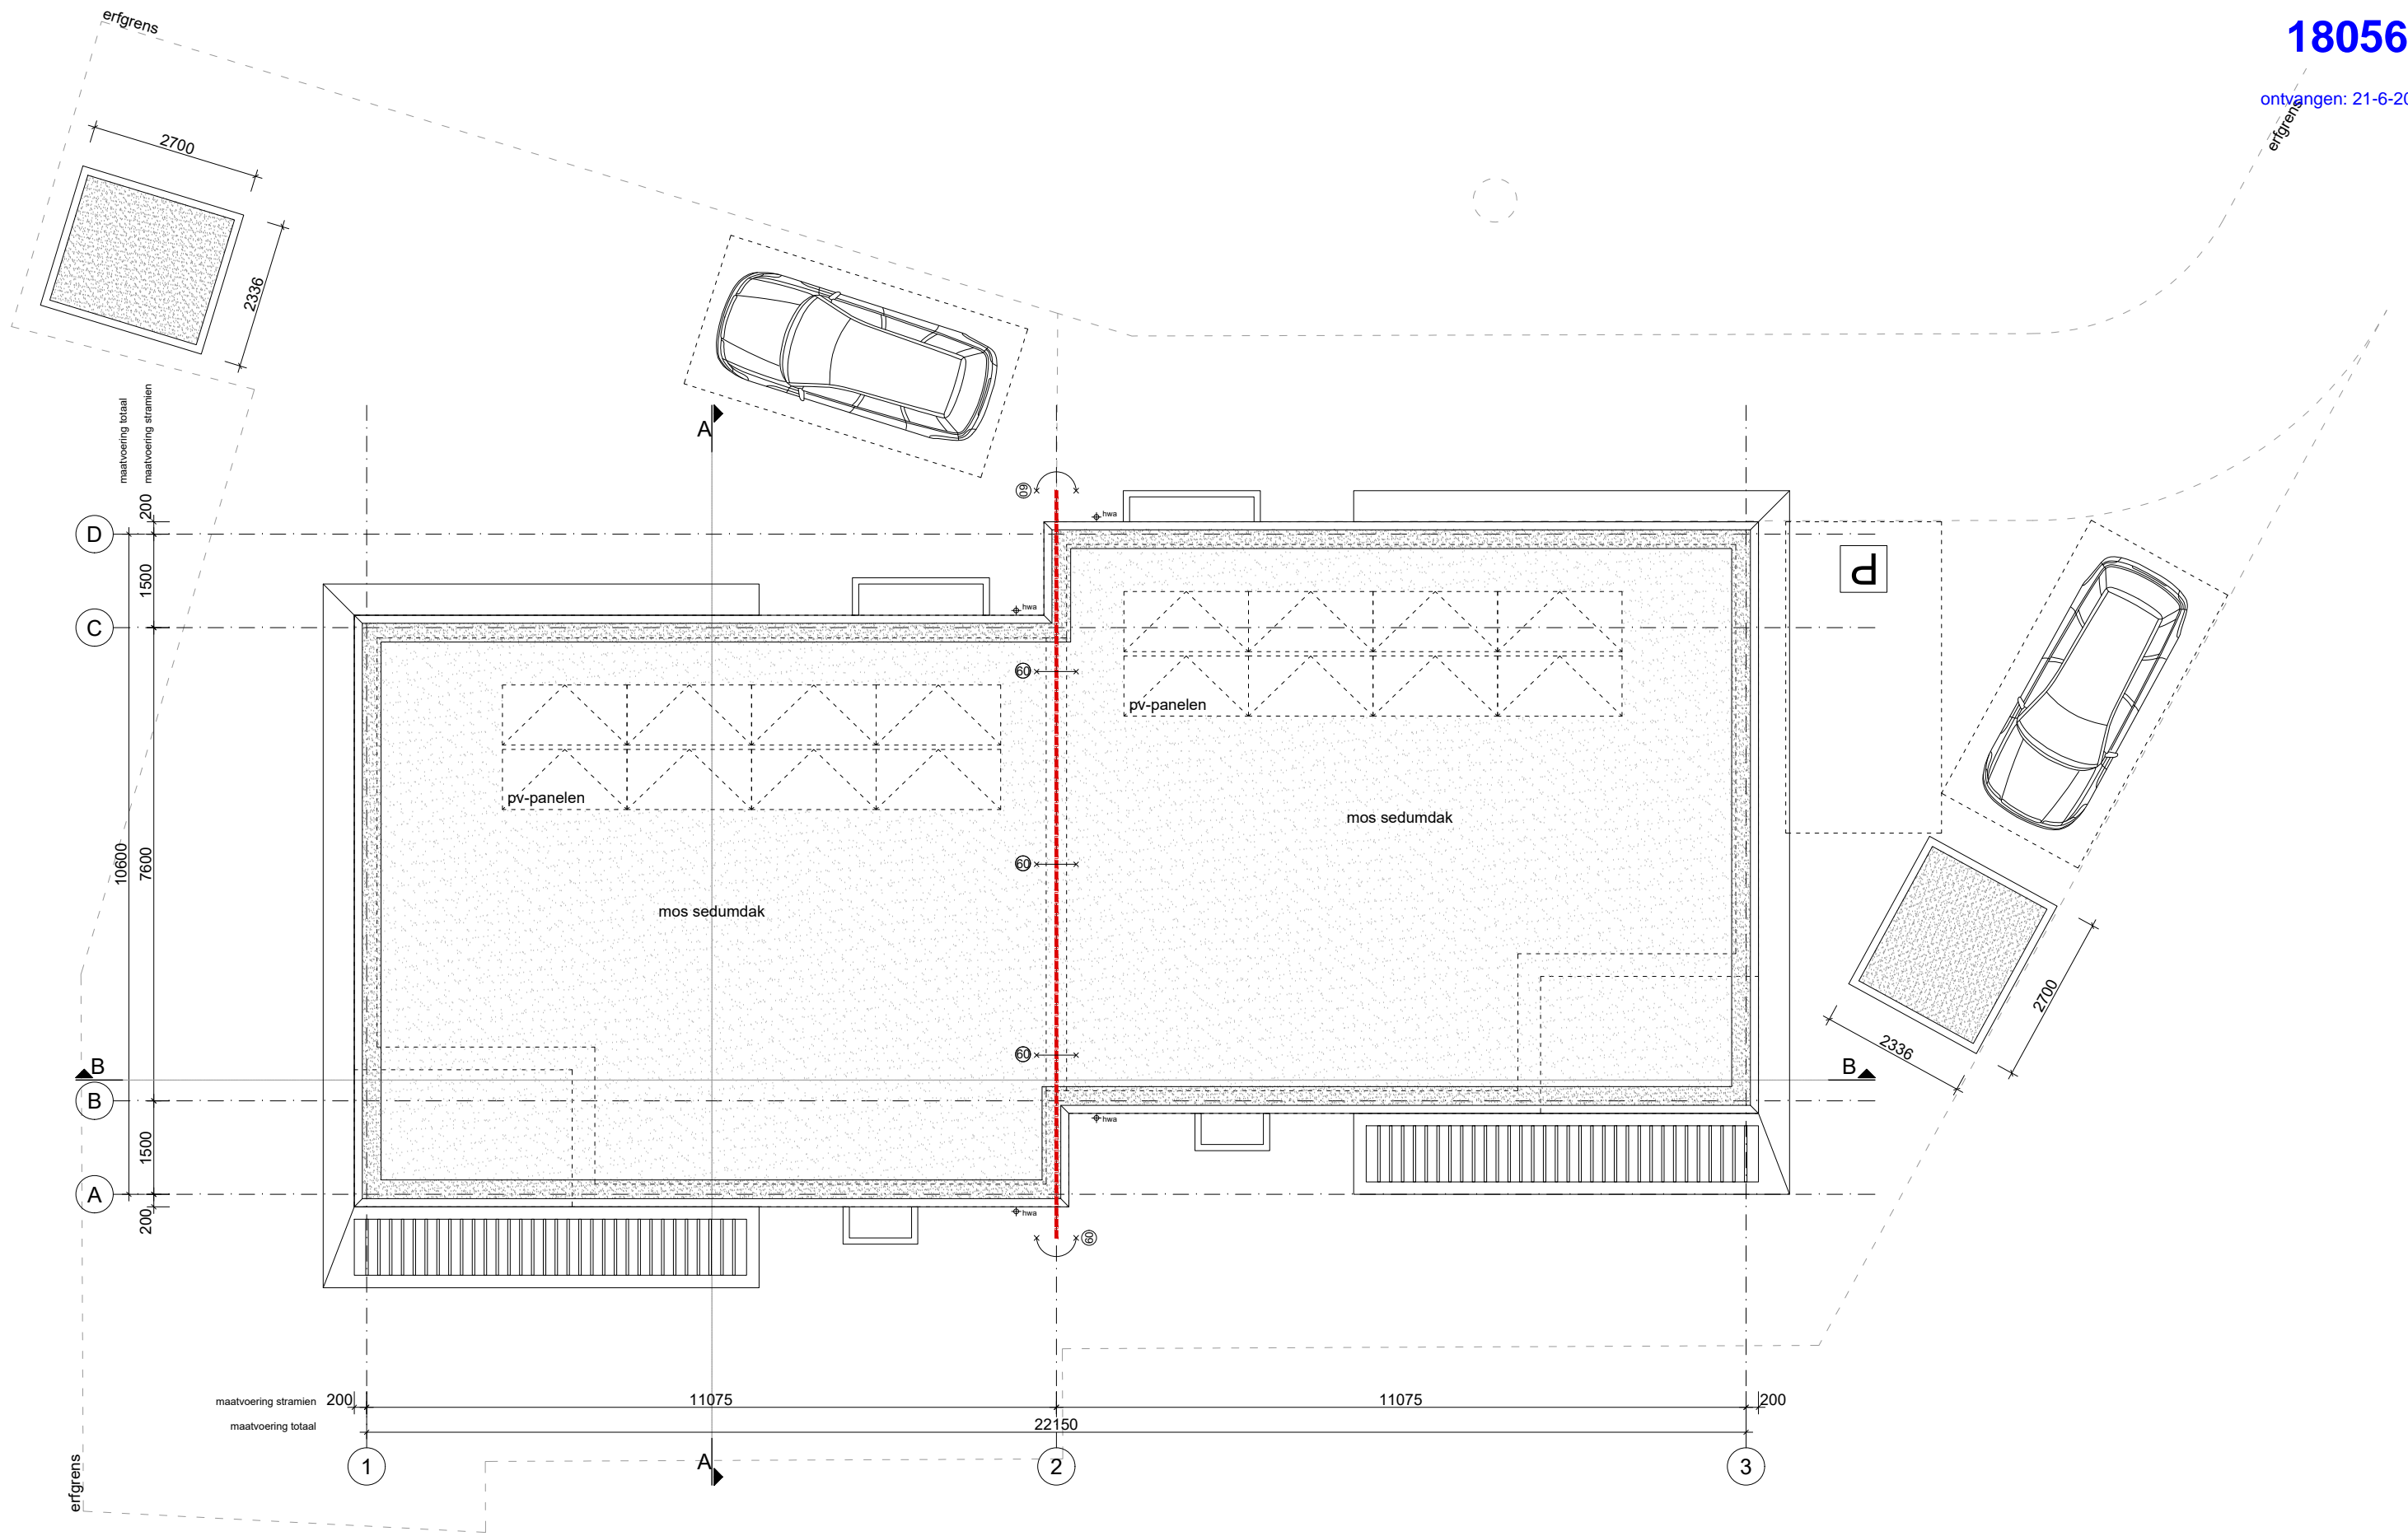 erfgrens
18056
ontvangen: 21-6-20
erfgrens
2700
2336
maatvoering totaal
maatvoering stramien
A
200
60
hwa
D
P
1500
hwa
C
60
pv-panelen
pv-panelen
mos sedumdak
10600
7600
60
mos sedumdak
2700
2336
60
B
B
B
hwa
1500
A
200
hwa
60
maatvoering stramien
200
11075
11075
200
maatvoering totaal
22150
1
A
2
3
erfgrens